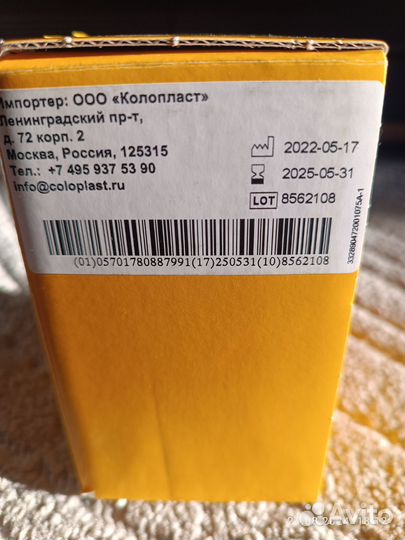 Импортер: ООО «Колопласт»
Ленинградский пр-т,
д. 72 корп. 2
Москва, Россия, 125315
Тел.: +7 495 937 53 90
info@coloplast.ru
2022-05-17
2025-05-31
LOT 8562108
(01)05701780887991(17)250531(10)8562108
Avito